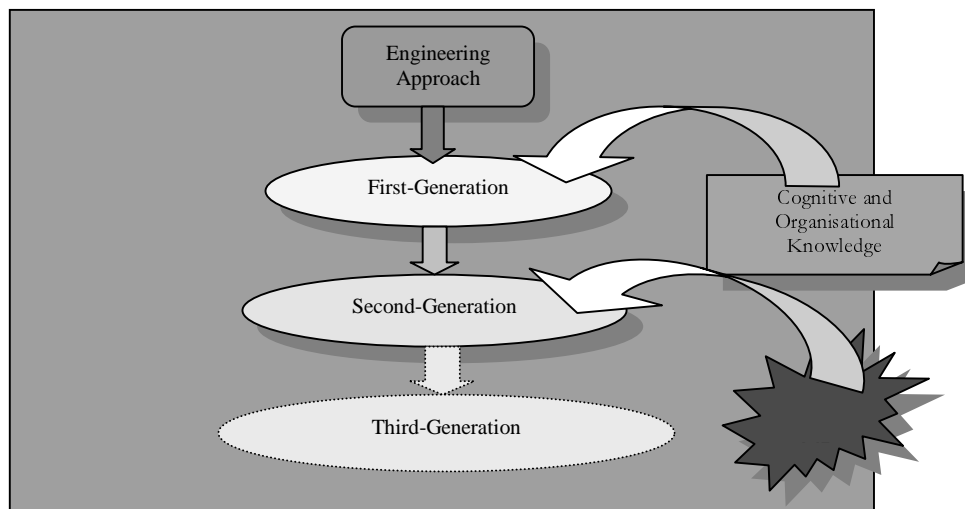 Engineering
Approach
First-Generation
Cognitive and
Organisational
Knowledge
Second-Generation
Third-Generation